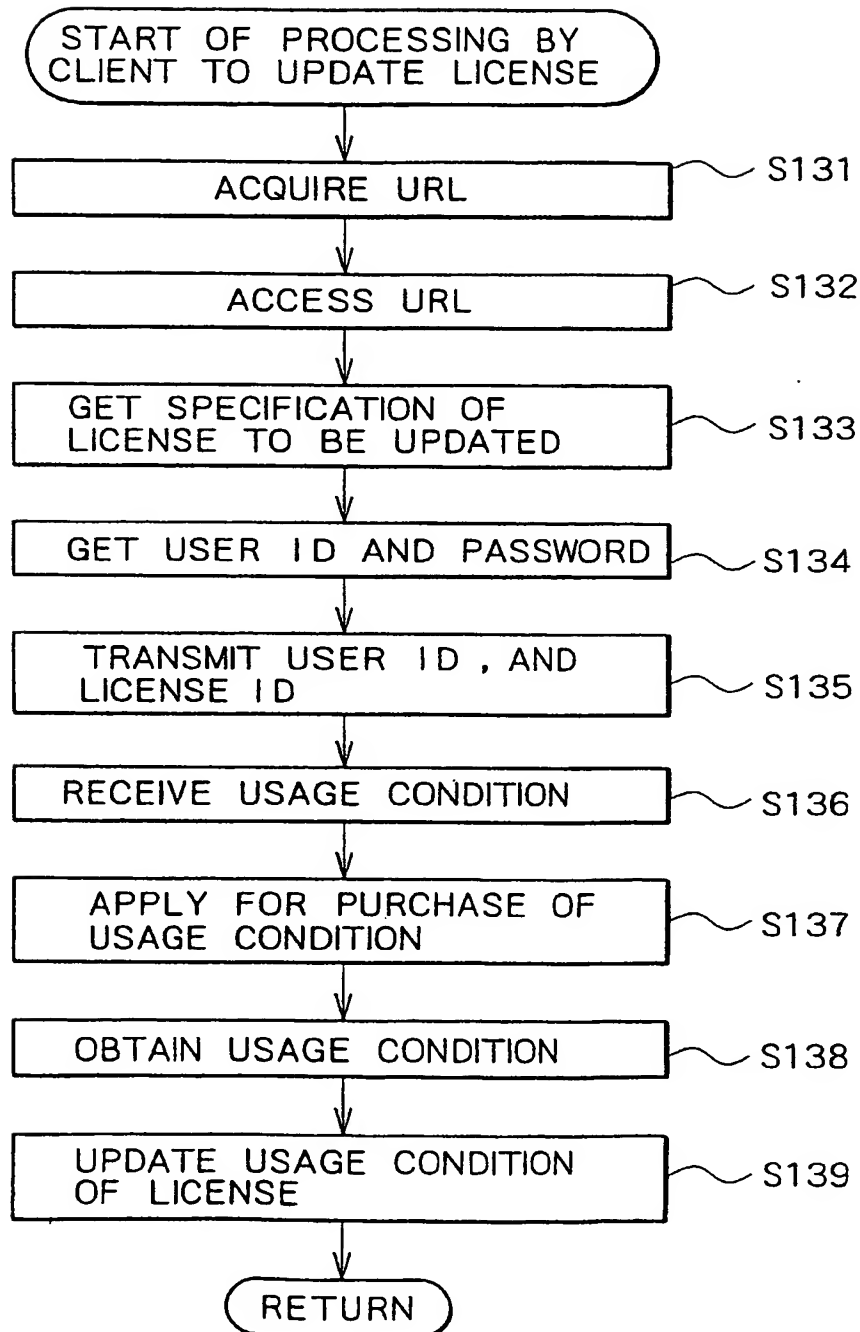 START OF PROCESSING BY
CLIENT TO UPDATE LICENSE
ACQUIRE URL
S131
ACCESS URL
S132
GET SPECIFICATION OF
LICENSE TO BE UPDATED
S133
GET USER ID AND PASSWORD
S134
TRANSMIT USER ID , AND
LICENSE ID
S135
RECEIVE USAGE CONDITION
S136
APPLY FOR PURCHASE OF
USAGE CONDITION
S137
OBTAIN USAGE CONDITION
S138
UPDATE USAGE CONDITION
OF LICENSE
S139
RETURN